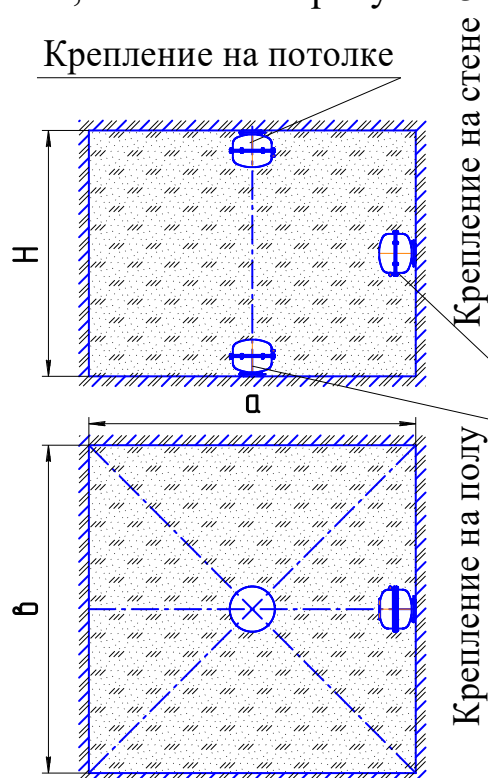 Крепление на потолке
Крепление на стене
H
a
в
Крепление на полу